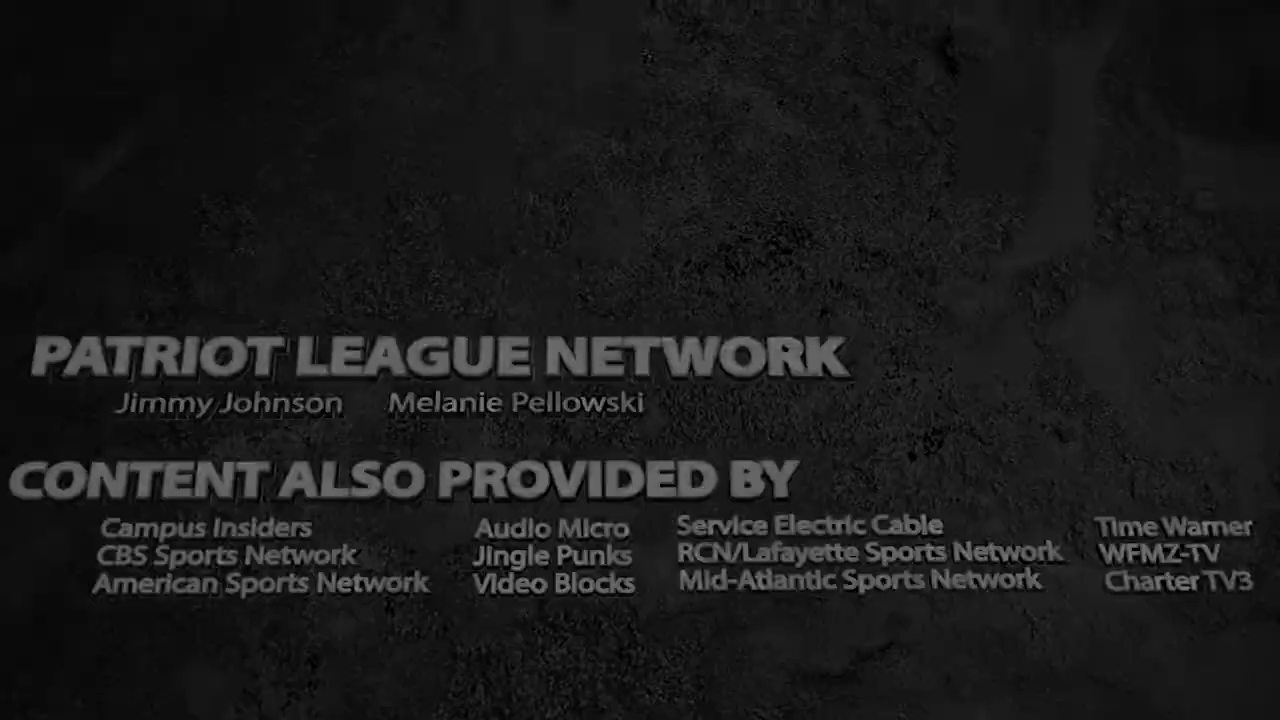 PATRIOT LEAGUE NETWORK
Jimmy Johnson Melanie Pellowski
CONTENT ALSO PROVIDED BY
Campus Insiders Audio Micro Service Electric Cable Time Warner
CBS Sports Network Jingle Punks RCN/Lafayette Sports Network WFMZ-TV
American Sports Network Video Blocks Mid-Atlantic Sports Network Charter TV3